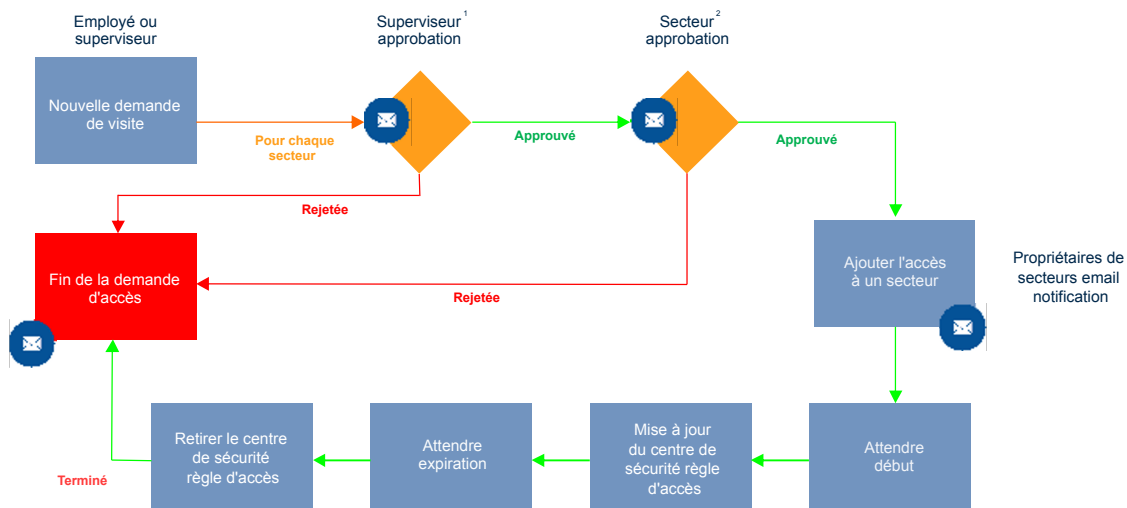 Employé ou
superviseur
Superviseur 1
approbation
Secteur 2
approbation
Nouvelle demande
de visite
Pour chaque
secteur
Approuvé
Approuvé
Rejetée
Fin de la demande
d'accès
Rejetée
Ajouter l'accès
à un secteur
Propriétaires de
secteurs email
notification
Retirer le centre
de sécurité
règle d'accès
Attendre
expiration
Mise à jour
du centre de
sécurité règle
d'accès
Attendre
début
Terminé